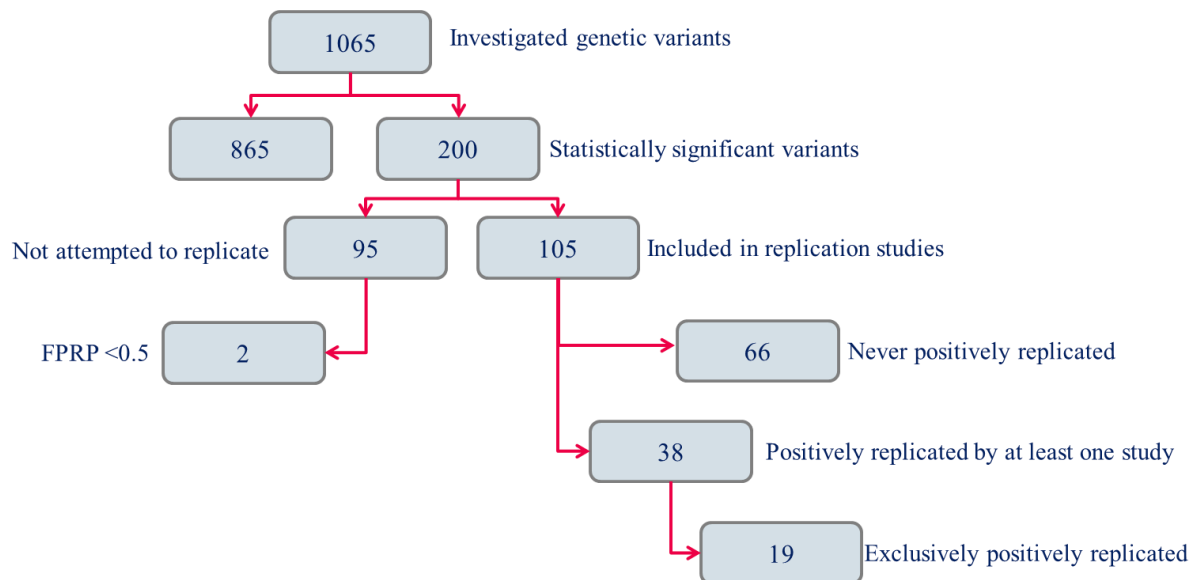 1065
Investigated genetic variants
865
200
Statistically significant variants
Not attempted to replicate
95
105
Included in replication studies
FPRP <0.5
2
66
Never positively replicated
38
Positively replicated by at least one study
19
Exclusively positively replicated